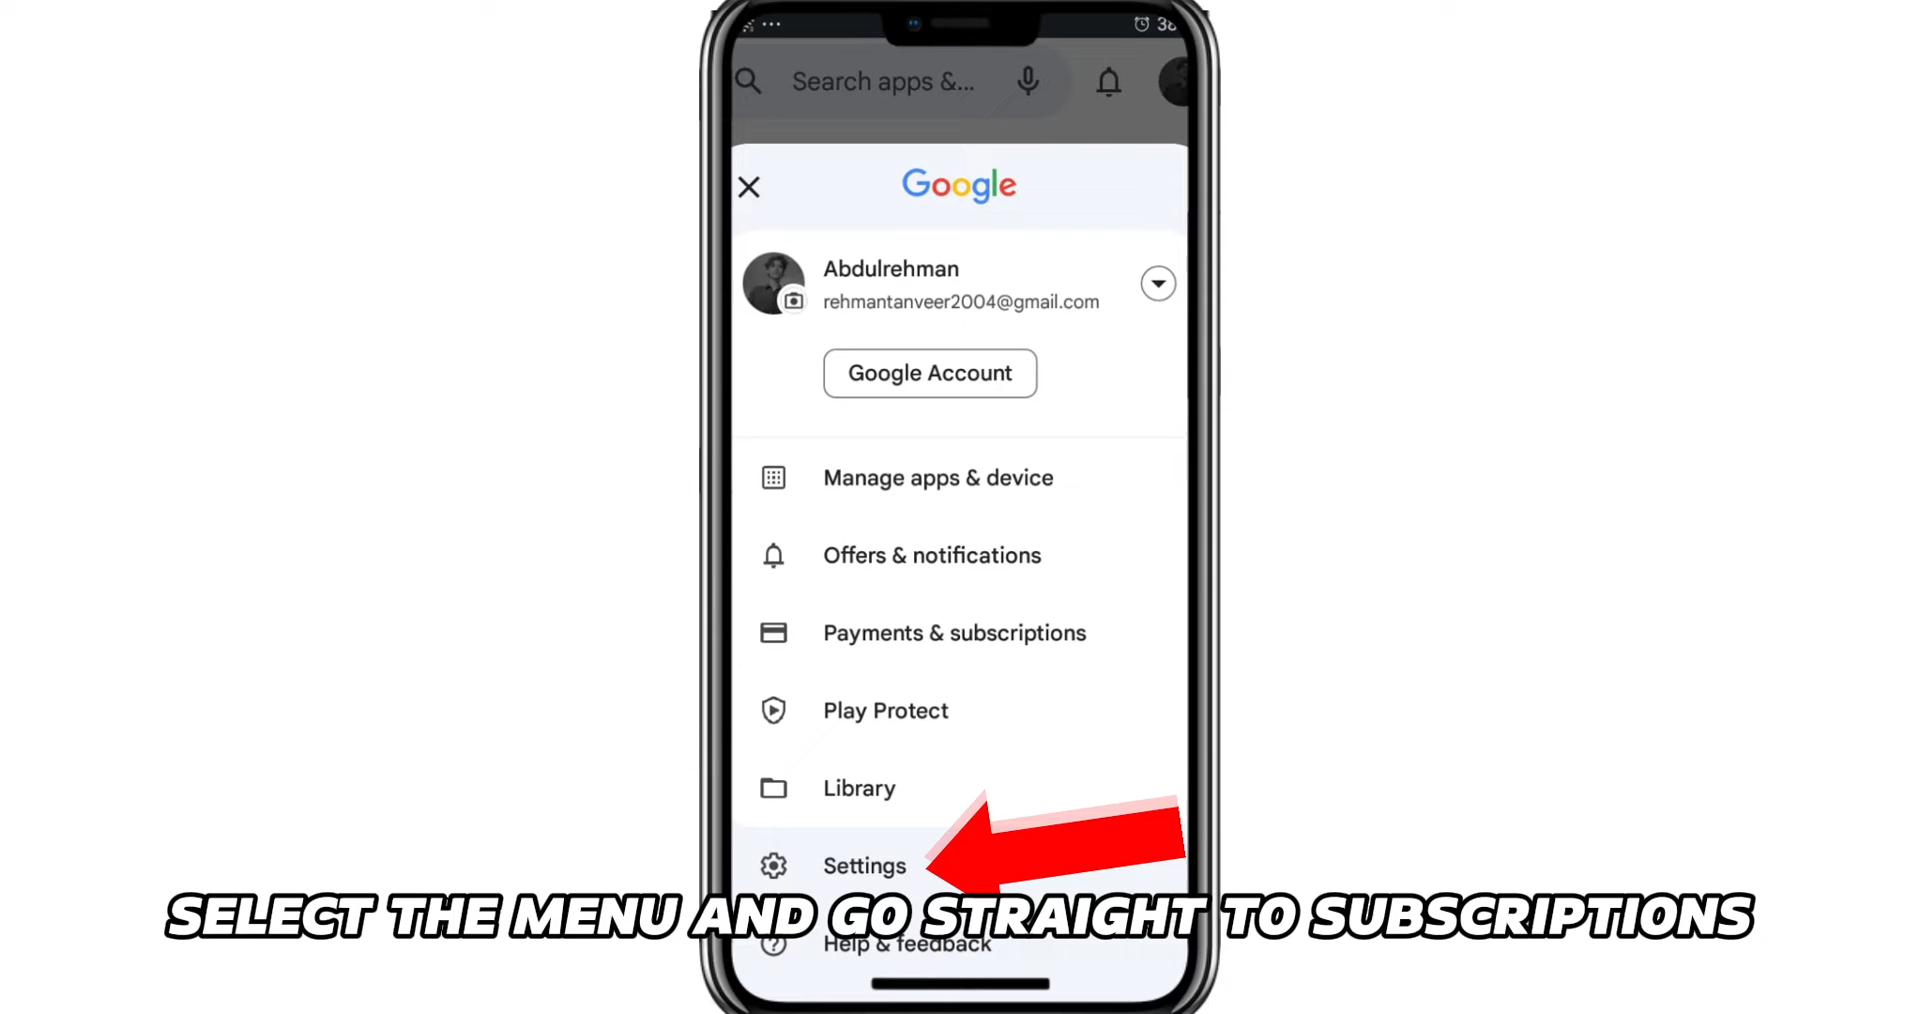 38
Search apps &...
Google
Abdulrehman
rehmantanveer2004@gmail.com
Google Account
Manage apps & device
Offers & notifications
Payments & subscriptions
Play Protect
Library
Settings
SELECT THE MENU AND GO STRAIGHT TO SUBSCRIPTIONS
Help & feedback